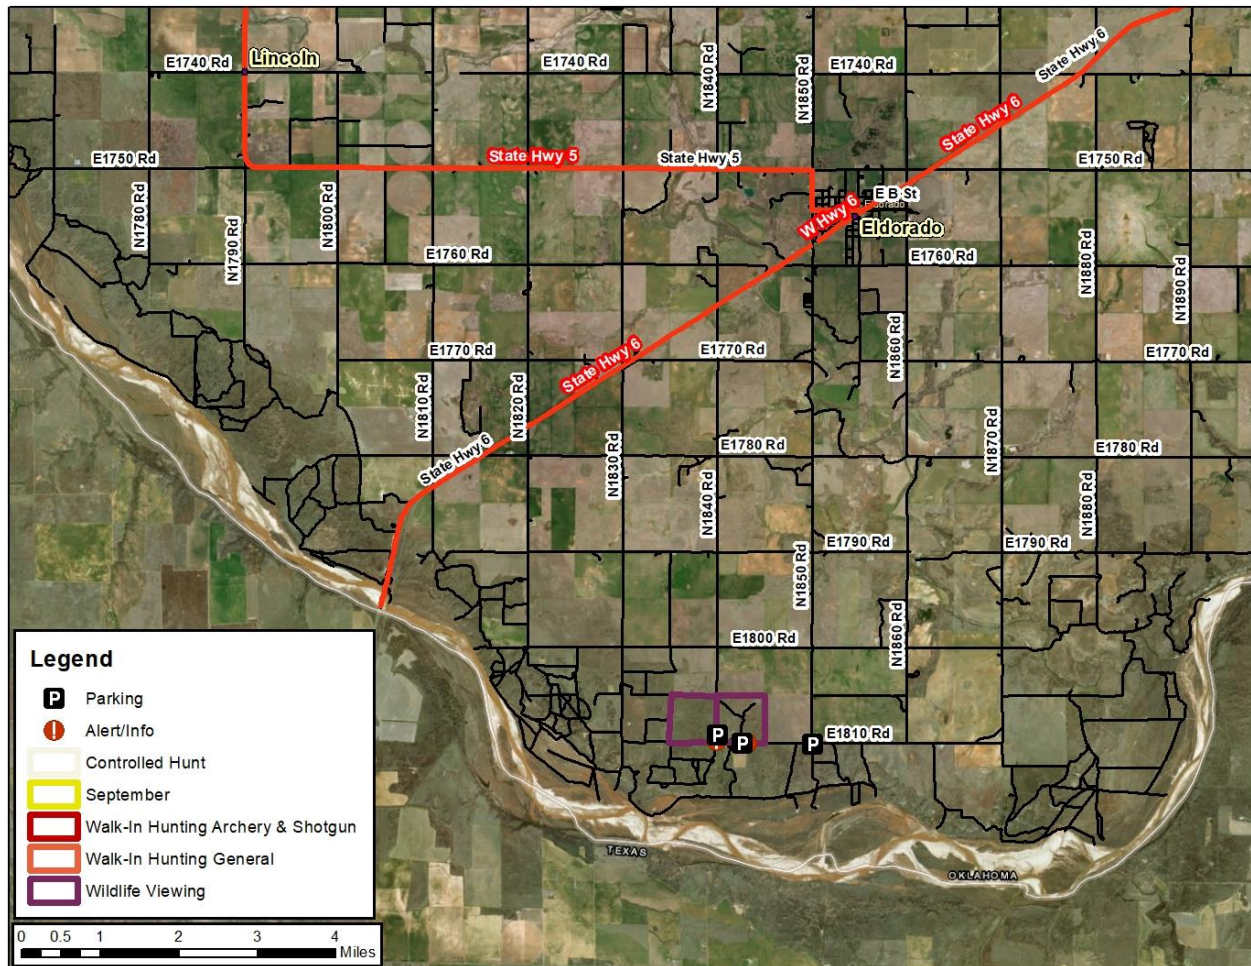 State Hwy 6
Lincoln
E1740 Rd
E1740 Rd
N1840 Rd
N1850 Rd
E1740 Rd
State Hwy 6
E1750 Rd
State Hwy 5
State Hwy 5
E1750 Rd
N1780 Rd
N1790 Rd
N1800 Rd
E B St
Eldorado
W Hwy 6
Eldorado
E1760 Rd
E1760 Rd
N1880 Rd
N1890 Rd
E1770 Rd
State Hwy 6
E1770 Rd
N1860 Rd
E1770 Rd
N1810 Rd
N1820 Rd
State Hwy 6
N1830 Rd
E1780 Rd
N1840 Rd
N1870 Rd
E1780 Rd
N1880 Rd
E1790 Rd
E1790 Rd
N1850 Rd
E1800 Rd
N1860 Rd
E1810 Rd
P
P
P
!
TEXAS
OKLAHOMA
Legend
P Parking
! Alert/Info
Controlled Hunt
September
Walk-In Hunting Archery & Shotgun
Walk-In Hunting General
Wildlife Viewing
0 0.5 1 2 3 4
Miles